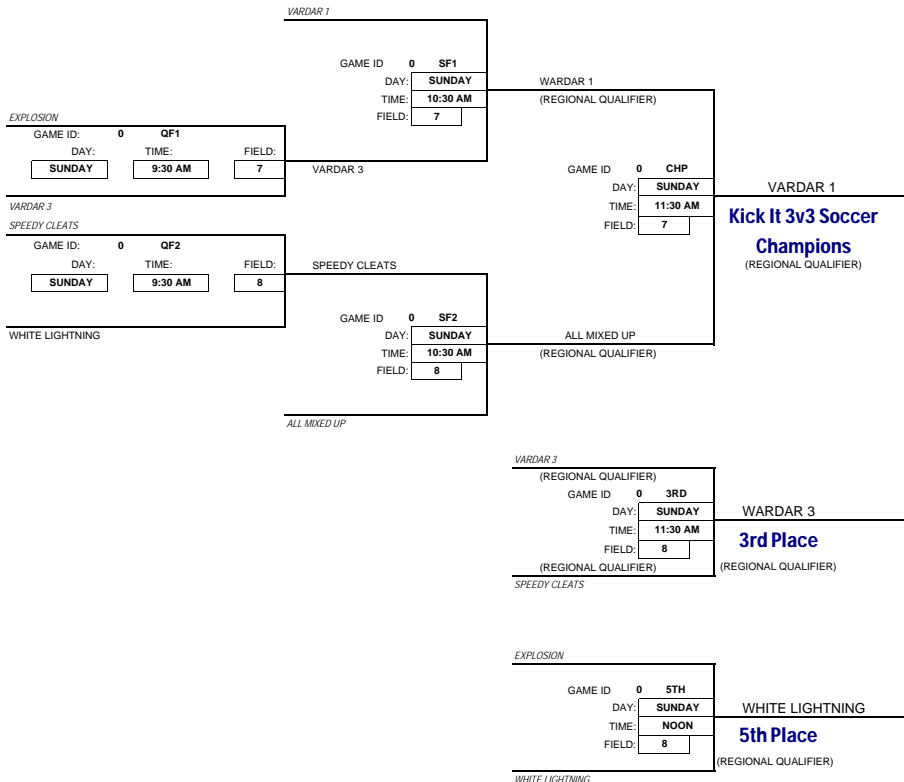 VARDAR 1
GAME ID 0 SF1
DAY: SUNDAY
TIME: 10:30 AM
FIELD: 7
WARDAR 1
(REGIONAL QUALIFIER)
EXPLOSION
GAME ID: 0 QF1
DAY: TIME: FIELD:
SUNDAY 9:30 AM 7
VARDAR 3
VARDAR 3
SPEEDY CLEATS
GAME ID: 0 QF2
DAY: TIME: FIELD:
SUNDAY 9:30 AM 8
WHITE LIGHTNING
SPEEDY CLEATS
GAME ID 0 SF2
DAY: SUNDAY
TIME: 10:30 AM
FIELD: 8
ALL MIXED UP
ALL MIXED UP
(REGIONAL QUALIFIER)
GAME ID 0 CHP
DAY: SUNDAY
TIME: 11:30 AM
FIELD: 7
VARDAR 1
Kick It 3v3 Soccer
Champions
(REGIONAL QUALIFIER)
VARDAR 3
(REGIONAL QUALIFIER)
GAME ID 0 3RD
DAY: SUNDAY
TIME: 11:30 AM
FIELD: 8
(REGIONAL QUALIFIER)
SPEEDY CLEATS
WARDAR 3
3rd Place
(REGIONAL QUALIFIER)
EXPLOSION
GAME ID 0 5TH
DAY: SUNDAY
TIME: NOON
FIELD: 8
WHITE LIGHTNING
WHITE LIGHTNING
5th Place
(REGIONAL QUALIFIER)